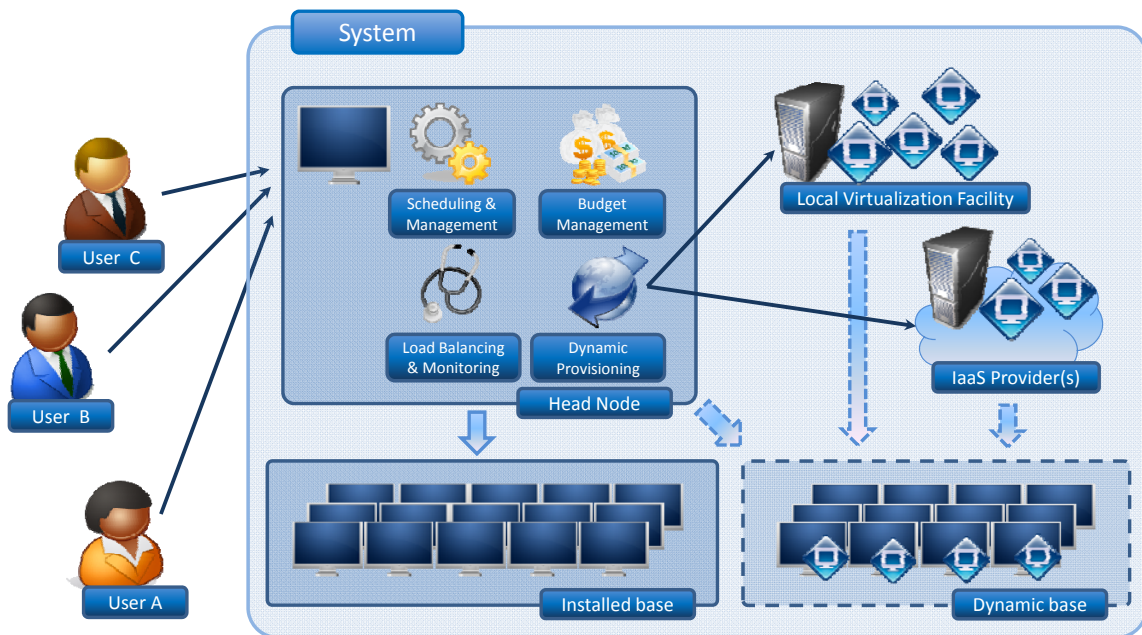 System
User C
User B
User A
Scheduling &
Management
Budget
Management
Load Balancing
& Monitoring
Dynamic
Provisioning
Head Node
Local Virtualization Facility
IaaS Provider(s)
Installed base
Dynamic base